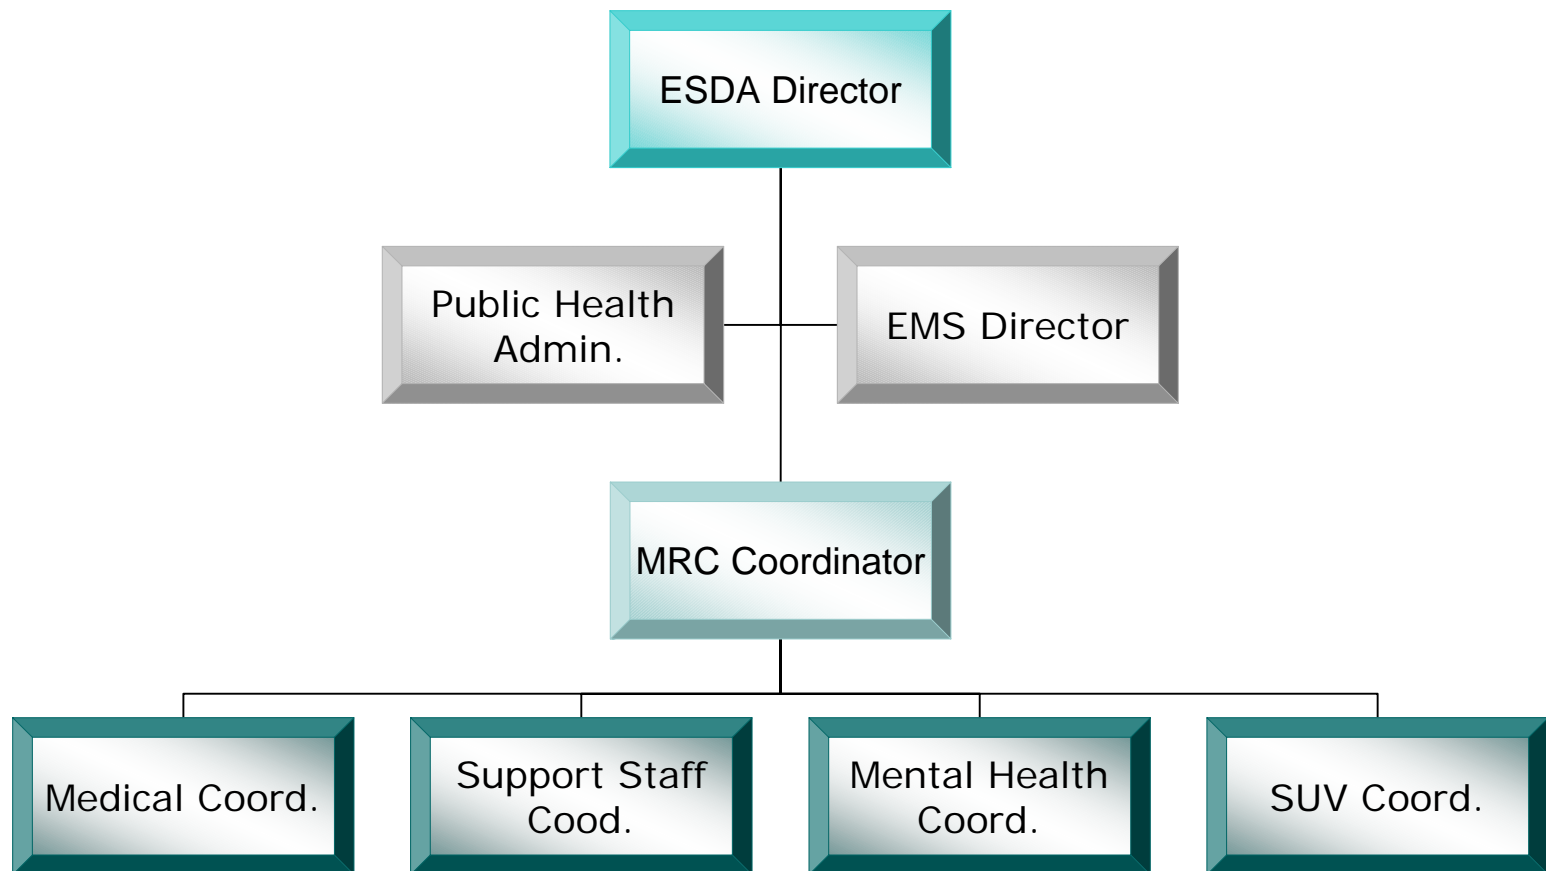 ESDA Director
Public Health
Admin.
EMS Director
MRC Coordinator
Medical Coord.
Support Staff
Cood.
Mental Health
Coord.
SUV Coord.